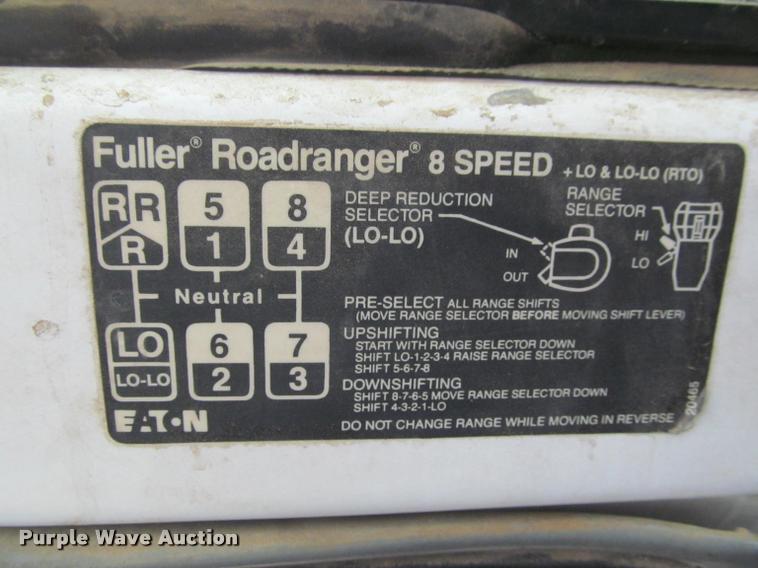 Fuller® Roadranger® 8 SPEED + LO & LO-LO (RTO)
R R 5 8
R 1 4
Neutral
LO 6 7
LO-LO 2 3
EATON
DEEP REDUCTION
SELECTOR
(LO-LO)
IN
OUT
RANGE
SELECTOR
HI
LO
PRE-SELECT ALL RANGE SHIFTS
(MOVE RANGE SELECTOR BEFORE MOVING SHIFT LEVER)
UPSHIFTING
START WITH RANGE SELECTOR DOWN
SHIFT LO-1-2-3-4 RAISE RANGE SELECTOR
SHIFT 5-6-7-8
DOWNSHIFTING
SHIFT 8-7-6-5 MOVE RANGE SELECTOR DOWN
SHIFT 4-3-2-1-LO
DO NOT CHANGE RANGE WHILE MOVING IN REVERSE
20465
Purple Wave Auction